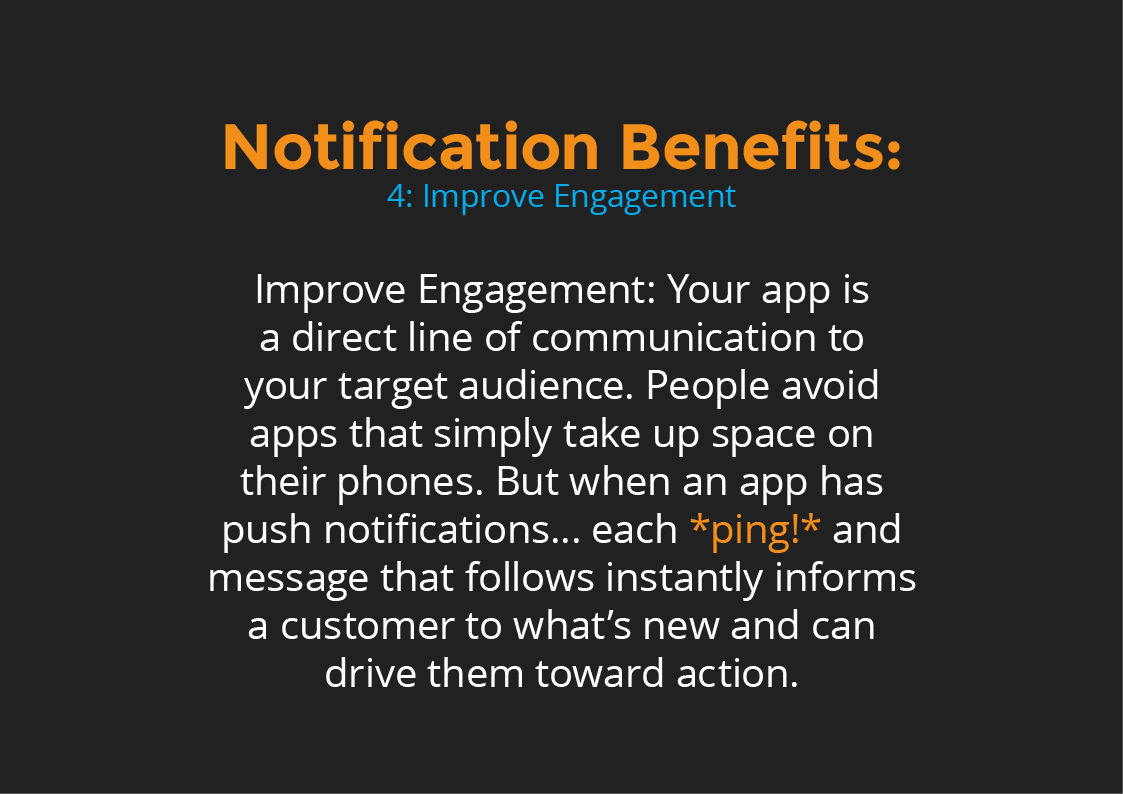 Notification Benefits:
4: Improve Engagement
Improve Engagement: Your app is
a direct line of communication to
your target audience. People avoid
apps that simply take up space on
their phones. But when an app has
push notifications... each *ping!* and
message that follows instantly informs
a customer to what’s new and can
drive them toward action.